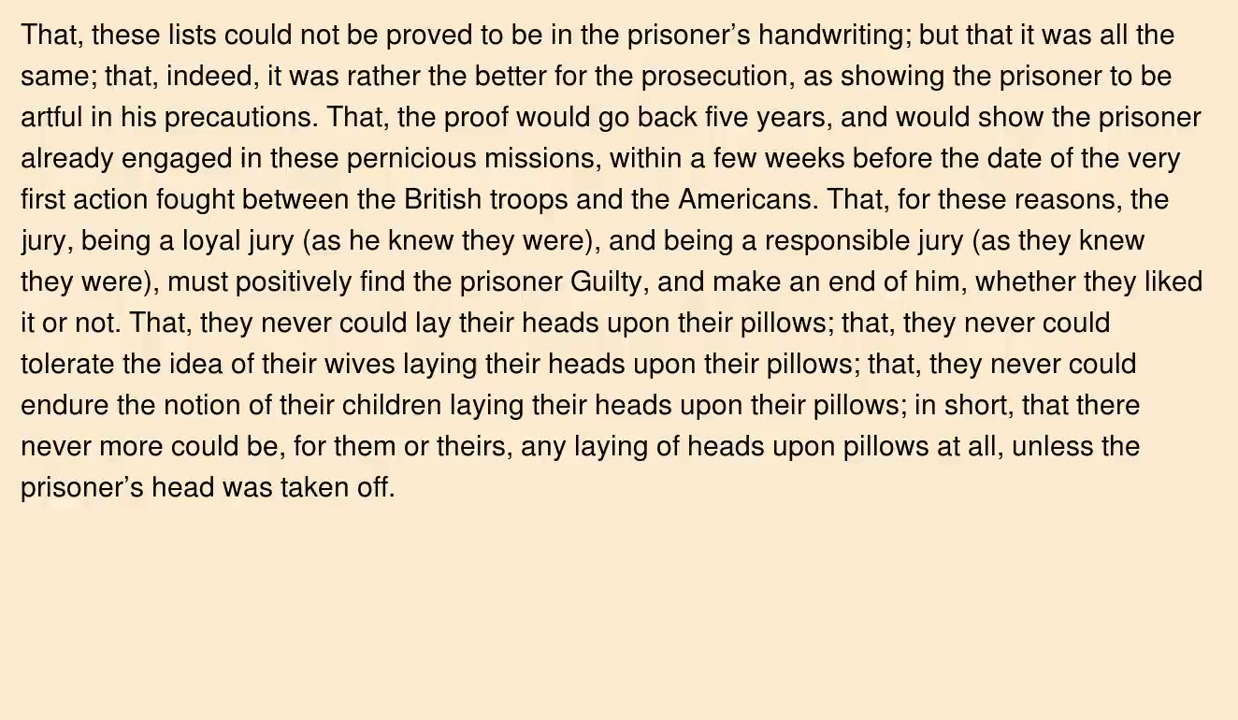 That, these lists could not be proved to be in the prisoner’s handwriting; but that it was all the
same; that, indeed, it was rather the better for the prosecution, as showing the prisoner to be
artful in his precautions. That, the proof would go back five years, and would show the prisoner
already engaged in these pernicious missions, within a few weeks before the date of the very
first action fought between the British troops and the Americans. That, for these reasons, the
jury, being a loyal jury (as he knew they were), and being a responsible jury (as they knew
they were), must positively find the prisoner Guilty, and make an end of him, whether they liked
it or not. That, they never could lay their heads upon their pillows; that, they never could
tolerate the idea of their wives laying their heads upon their pillows; that, they never could
endure the notion of their children laying their heads upon their pillows; in short, that there
never more could be, for them or theirs, any laying of heads upon pillows at all, unless the
prisoner’s head was taken off.